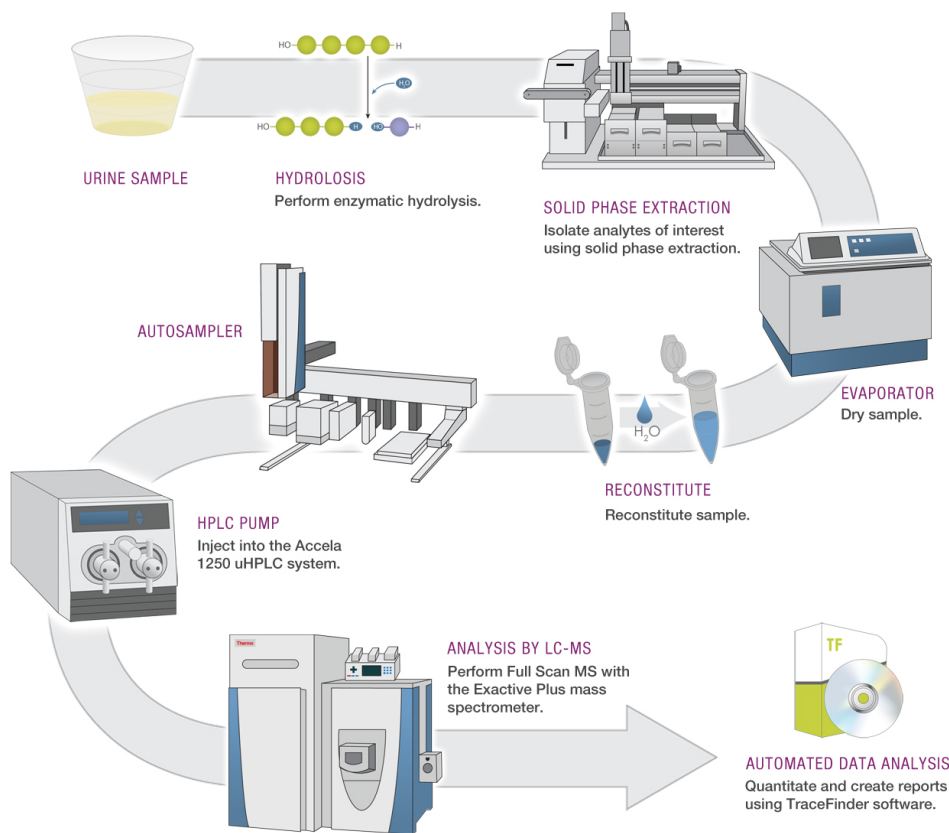 HO
H
H₂O
HO
H
HO
H
URINE SAMPLE
HYDROLOSIS
Perform enzymatic hydrolysis.
SOLID PHASE EXTRACTION
Isolate analytes of interest
using solid phase extraction.
EVAPORATOR
Dry sample.
H₂O
RECONSTITUTE
Reconstitute sample.
AUTOSAMPLER
HPLC PUMP
Inject into the Accela
1250 uHPLC system.
Thermo
ANALYSIS BY LC-MS
Perform Full Scan MS with
the Exactive Plus mass
spectrometer.
TF
AUTOMATED DATA ANALYSIS
Quantitate and create reports
using TraceFinder software.